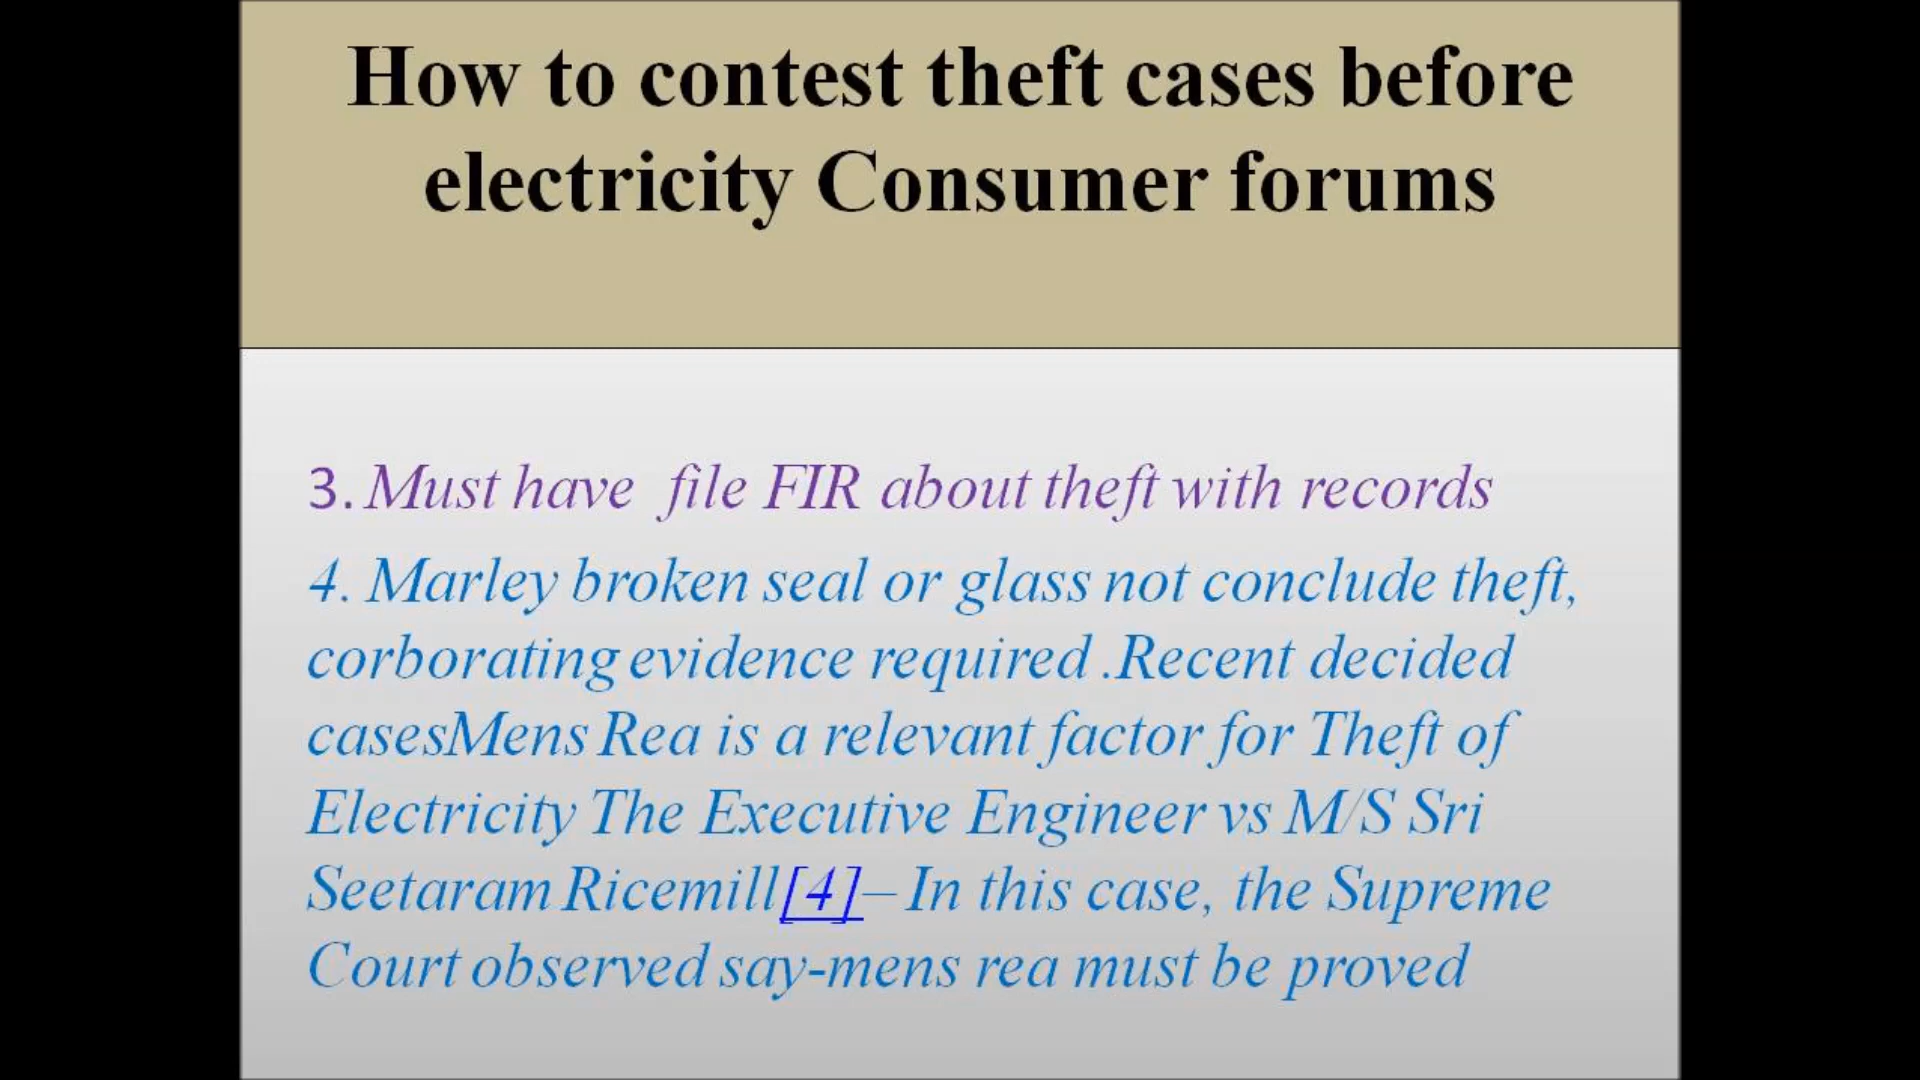 How to contest theft cases before
electricity Consumer forums
3. Must have file FIR about theft with records
4. Marley broken seal or glass not conclude theft,
corborating evidence required .Recent decided
casesMens Rea is a relevant factor for Theft of
Electricity The Executive Engineer vs M/S Sri
Seetaram Ricemill[4]– In this case, the Supreme
Court observed say-mens rea must be proved